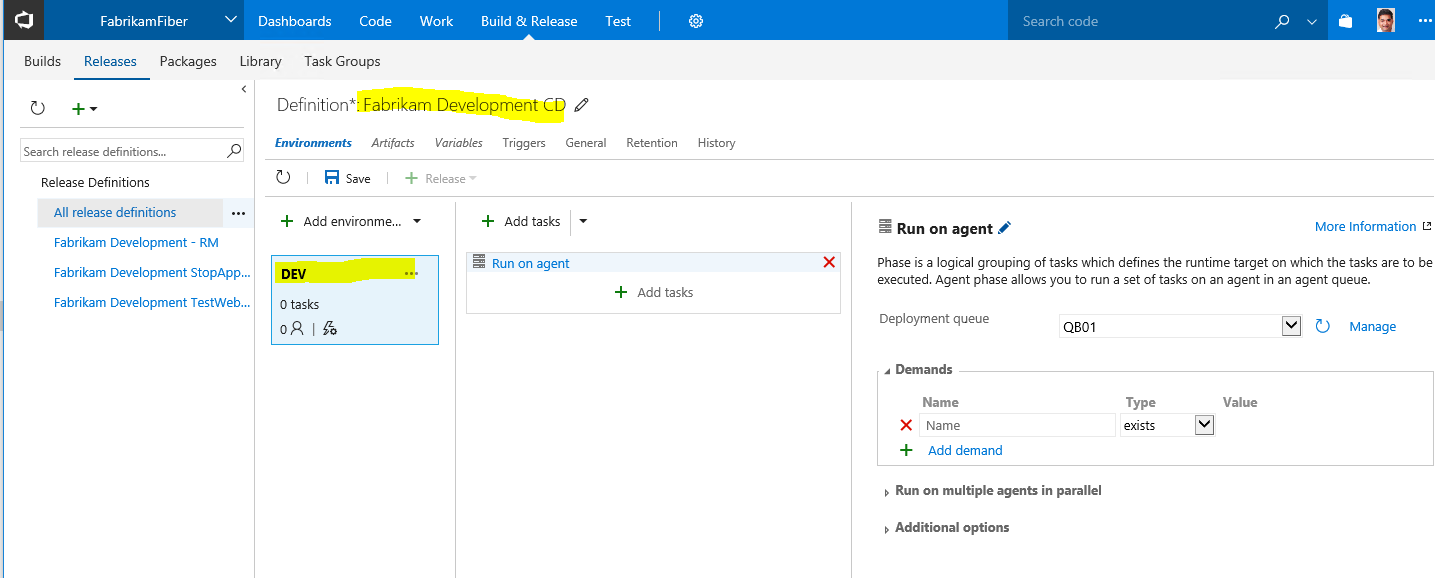 FabrikamFiber Dashboards Code Work Build & Release Test Search code
Builds Releases Packages Library Task Groups
Definition*: Fabrikam Development CD
Search release definitions...
Release Definitions
All release definitions
Fabrikam Development - RM
Fabrikam Development StopApp...
Fabrikam Development TestWeb...
Environments Artifacts Variables Triggers General Retention History
Save Release
Add environme...
DEV
0 tasks
0
Add tasks
Run on agent
Add tasks
Run on agent More Information
Phase is a logical grouping of tasks which defines the runtime target on which the tasks are to be
executed. Agent phase allows you to run a set of tasks on an agent in an agent queue.
Deployment queue QB01 Manage
Demands
Name Type Value
Name exists
Add demand
Run on multiple agents in parallel
Additional options